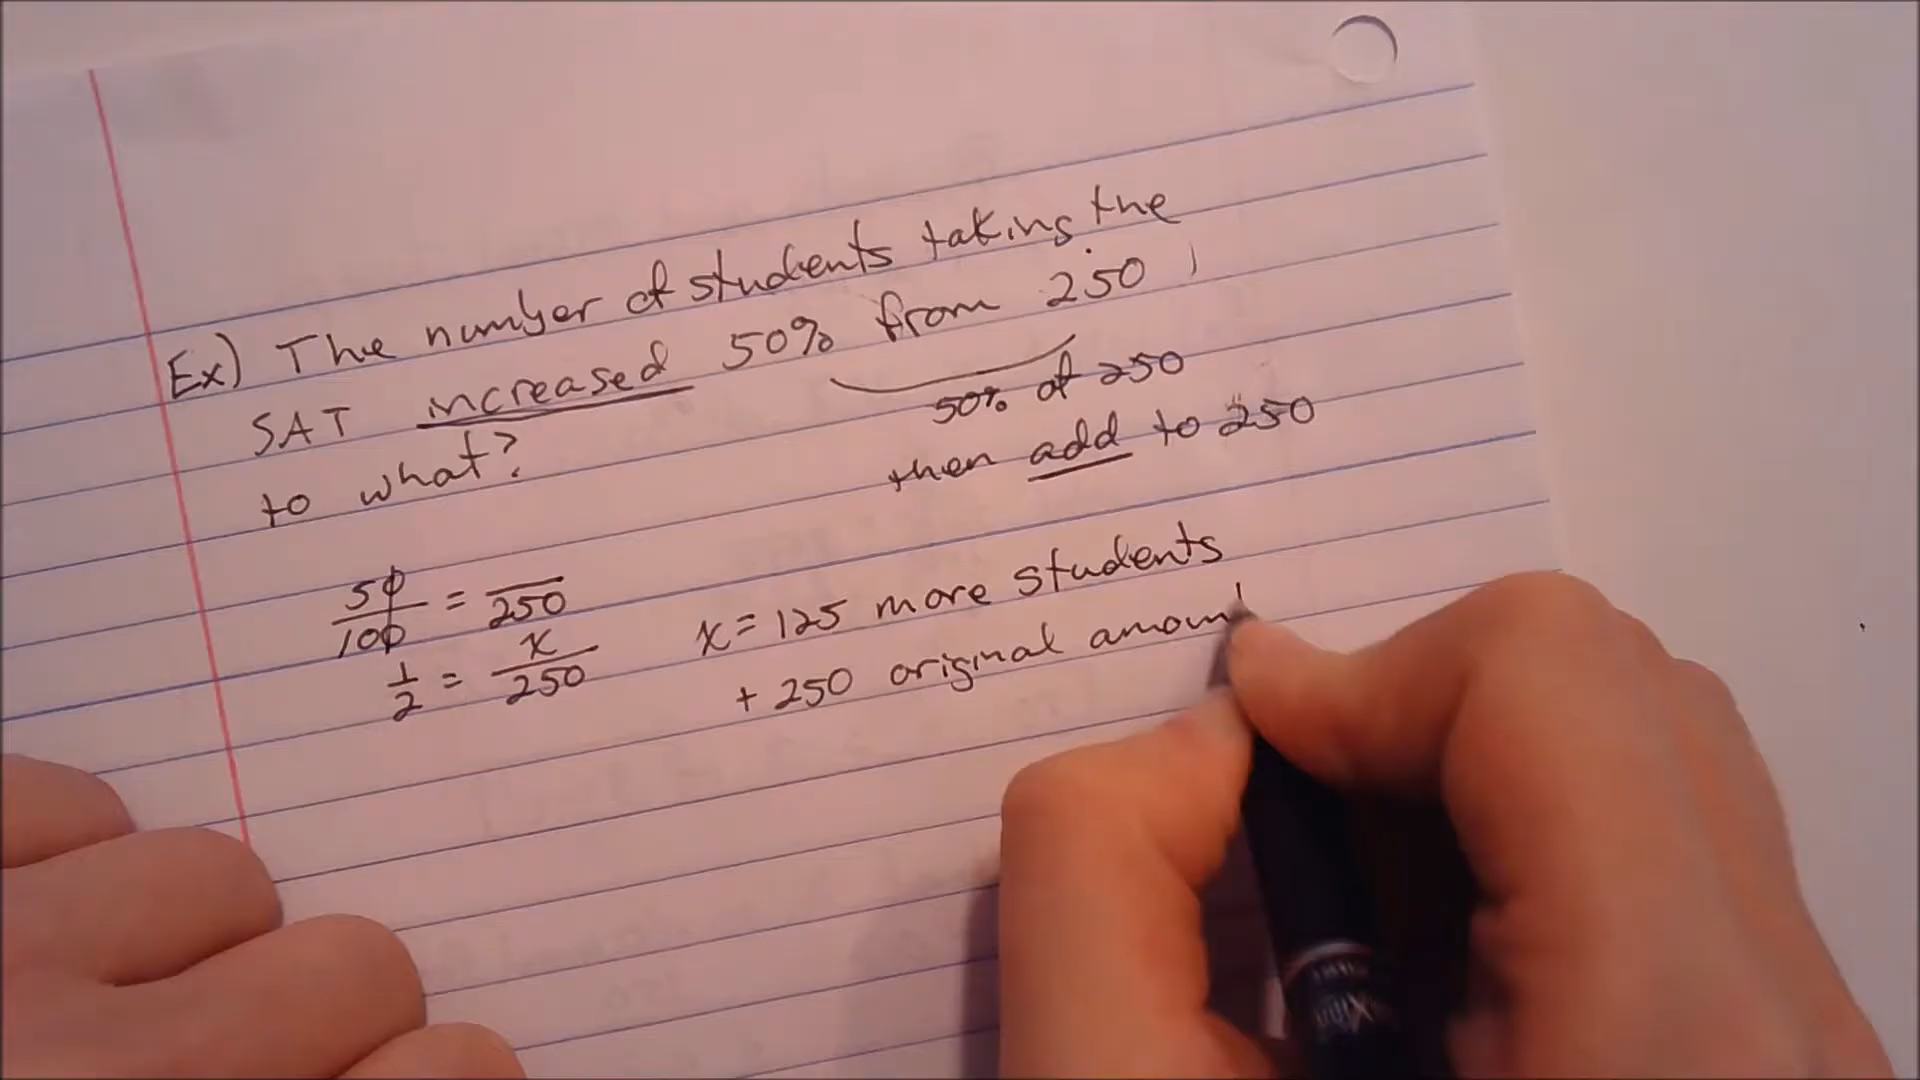 Ex) The number of students taking the
SAT increased 50% from 250,
to what?
50% of 250
then add to 250
50/100 = /250
1/2 = x/250
x = 125 more students
+ 250 original amoun